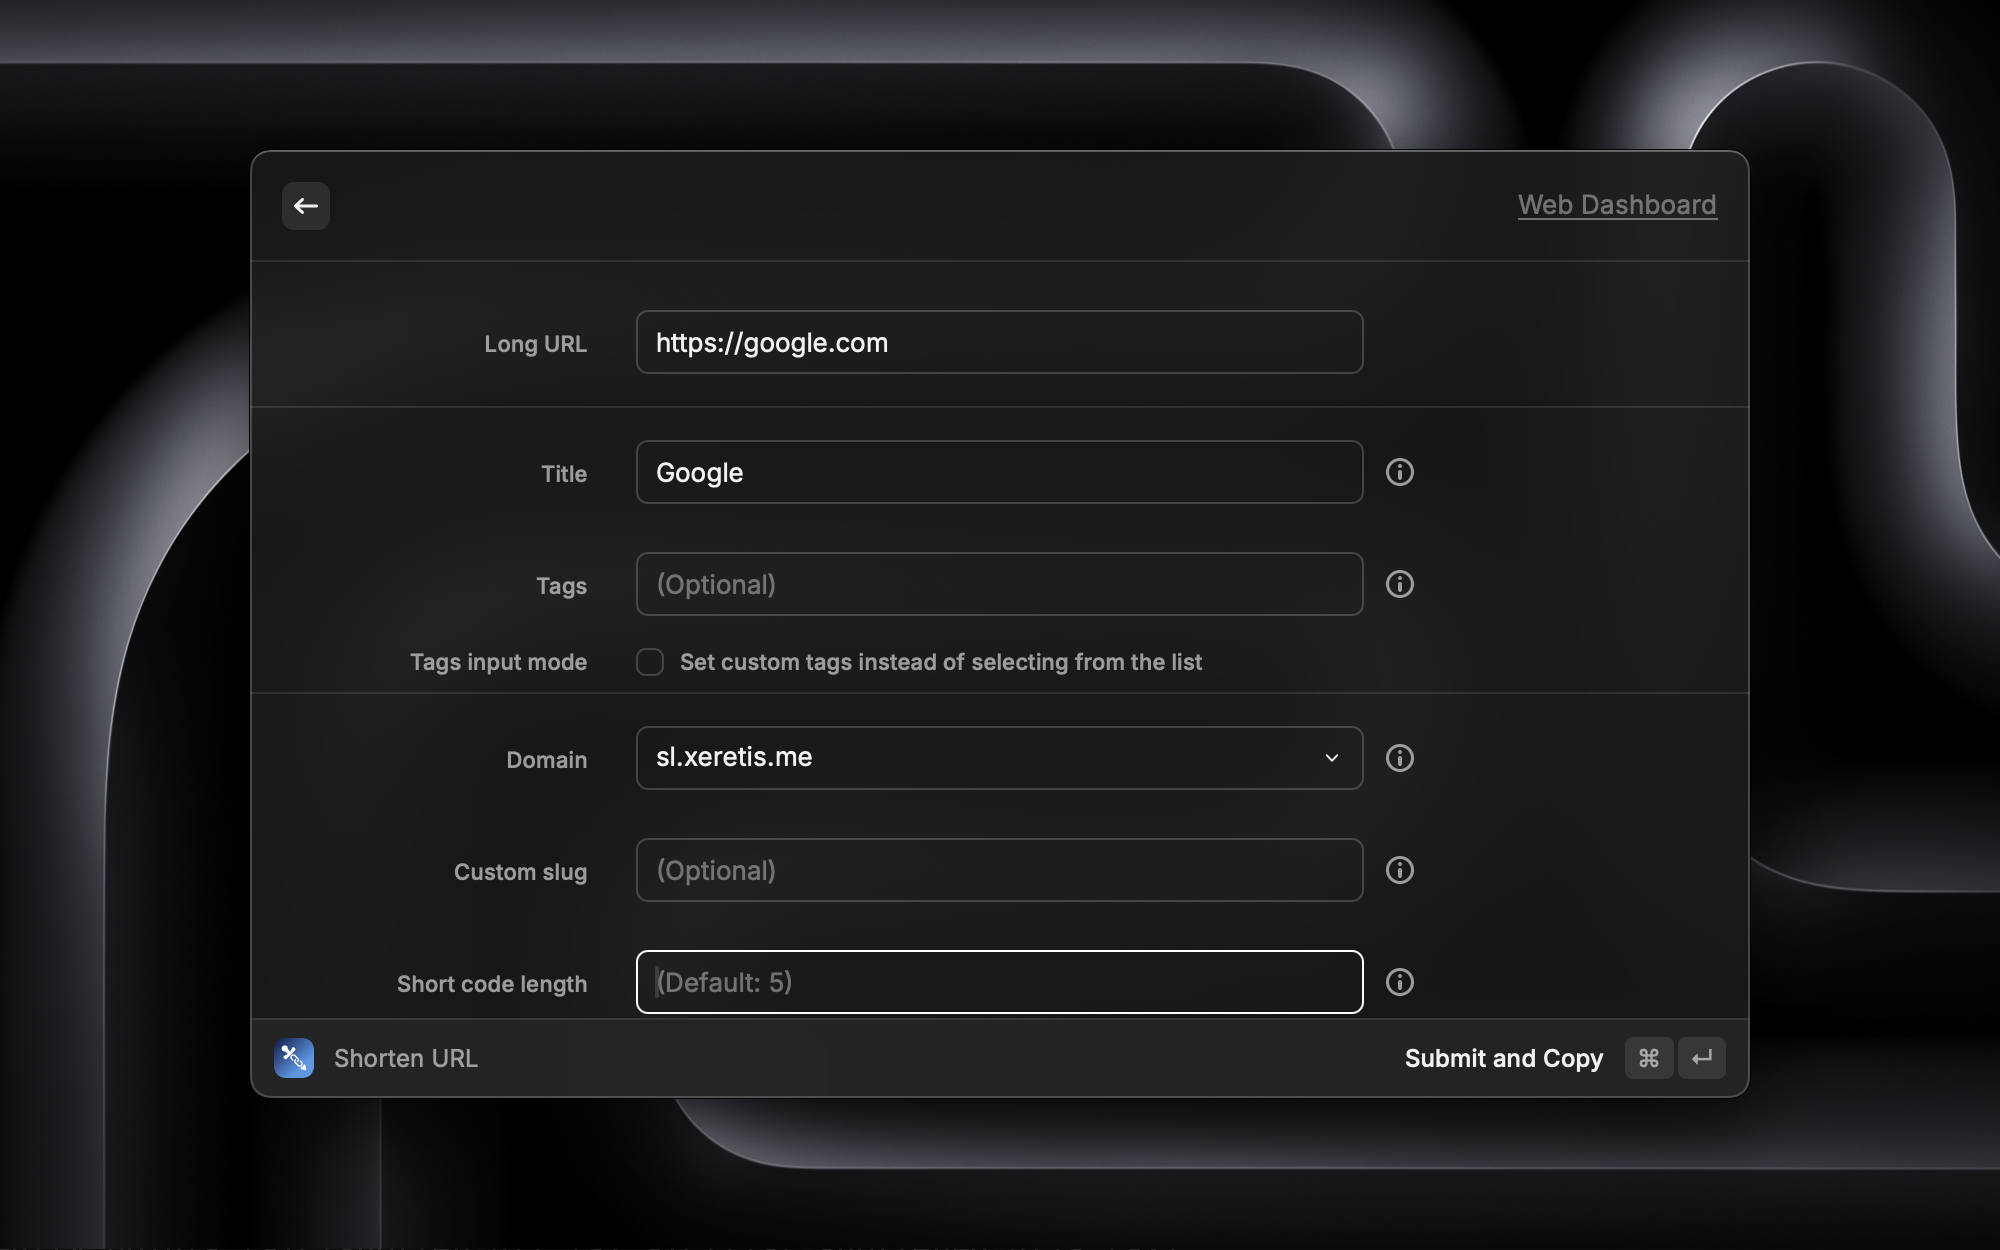 Web Dashboard
Long URL
https://google.com
Title
Google
Tags
(Optional)
Tags input mode
Set custom tags instead of selecting from the list
Domain
sl.xeretis.me
Custom slug
(Optional)
Short code length
(Default: 5)
Shorten URL
Submit and Copy ⌘ ↵